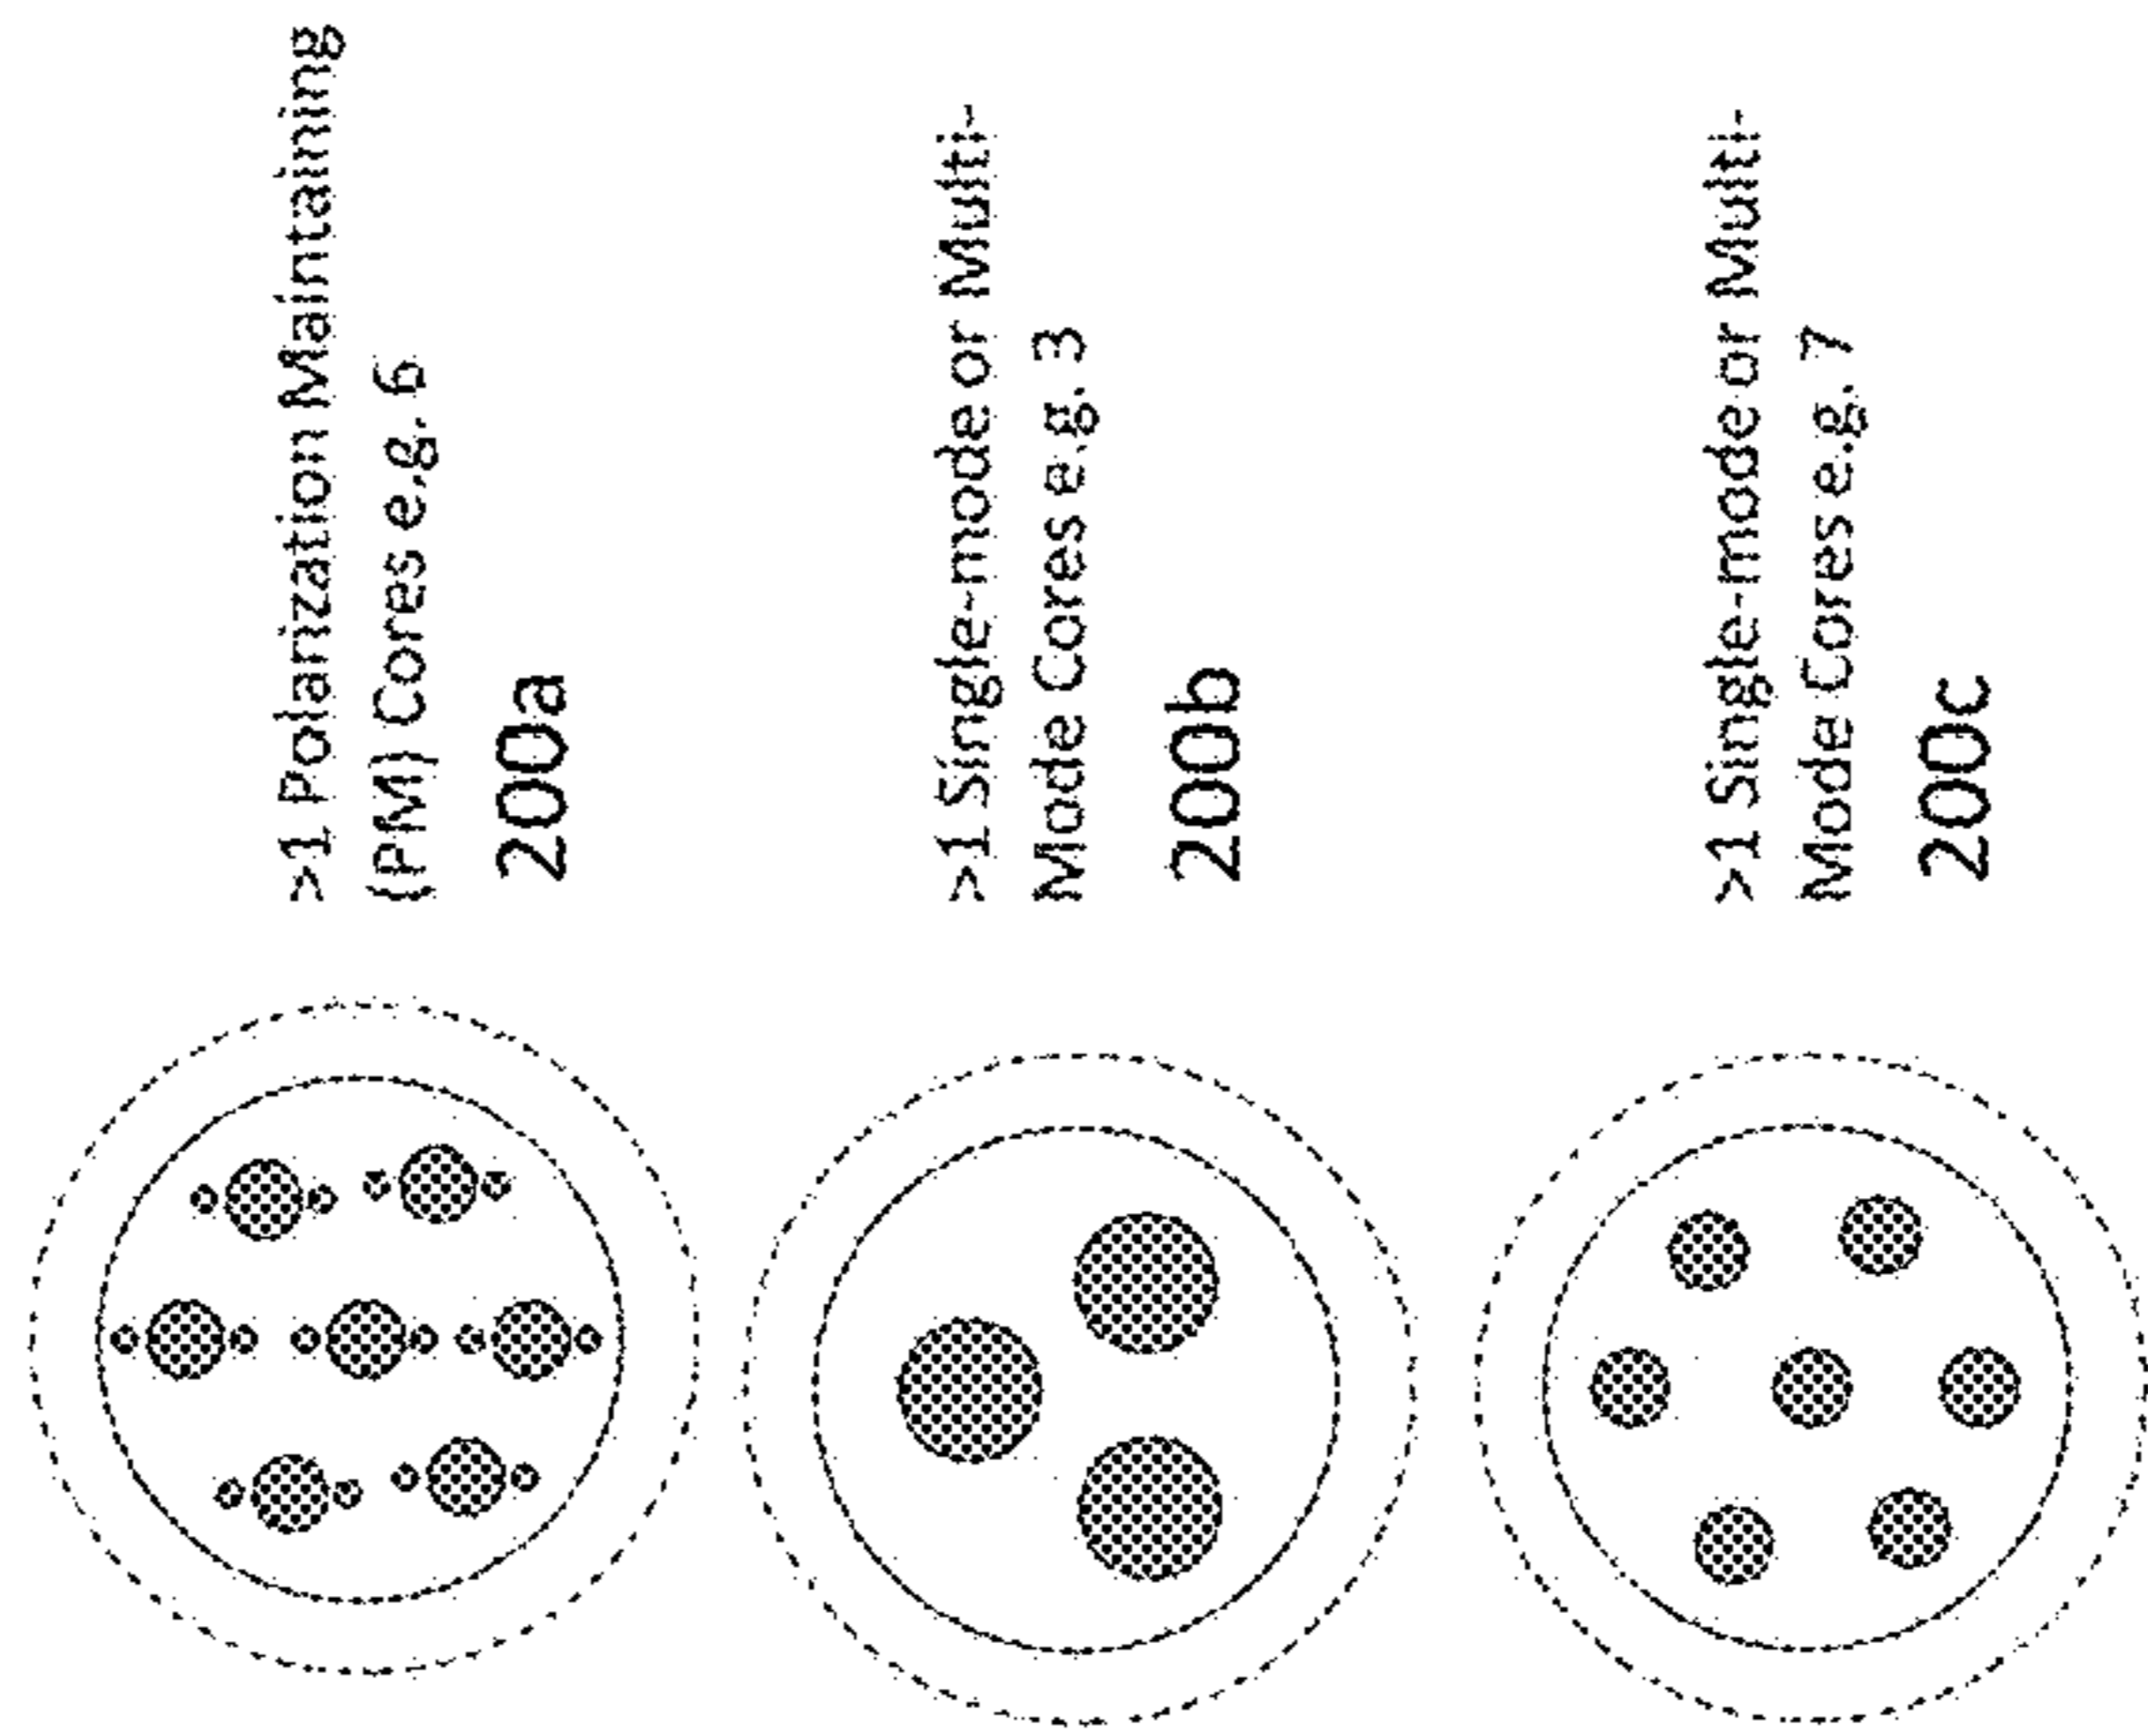 >1 Polarization Maintaining
(PM) Cores e.g. 6
200a
>1 Single-mode or Multi-
Mode Cores e.g. 3
200b
>1 Single-mode or Multi-
Mode Cores e.g. 7
200c